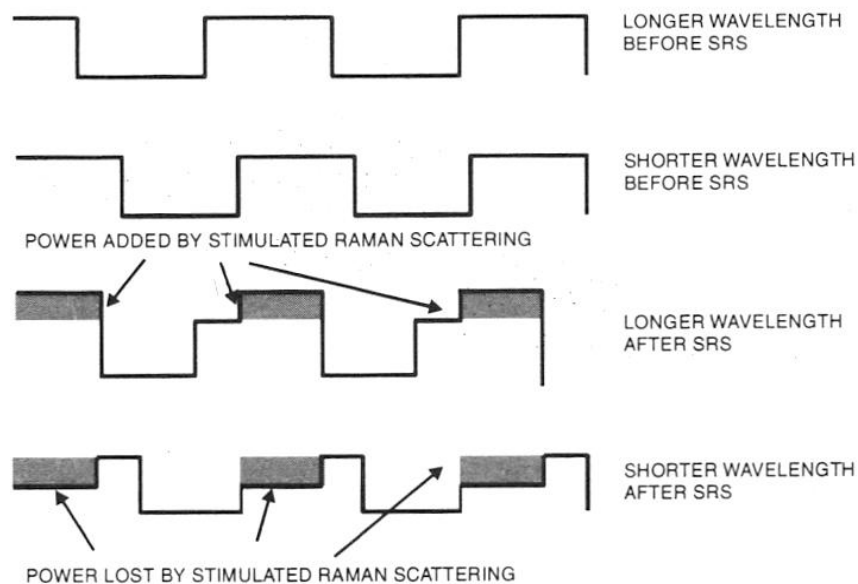 LONGER WAVELENGTH
BEFORE SRS
SHORTER WAVELENGTH
BEFORE SRS
POWER ADDED BY STIMULATED RAMAN SCATTERING
LONGER WAVELENGTH
AFTER SRS
SHORTER WAVELENGTH
AFTER SRS
POWER LOST BY STIMULATED RAMAN SCATTERING